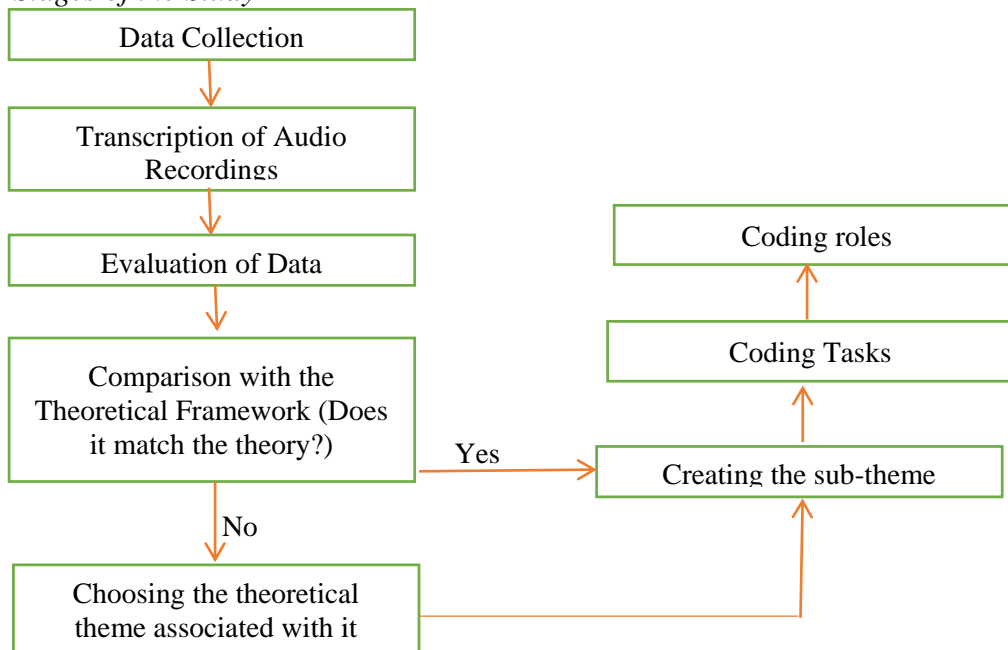 Data Collection
Transcription of Audio
Recordings
Evaluation of Data
Comparison with the
Theoretical Framework (Does
it match the theory?)
Yes
No
Choosing the theoretical
theme associated with it
Creating the sub-theme
Coding Tasks
Coding roles